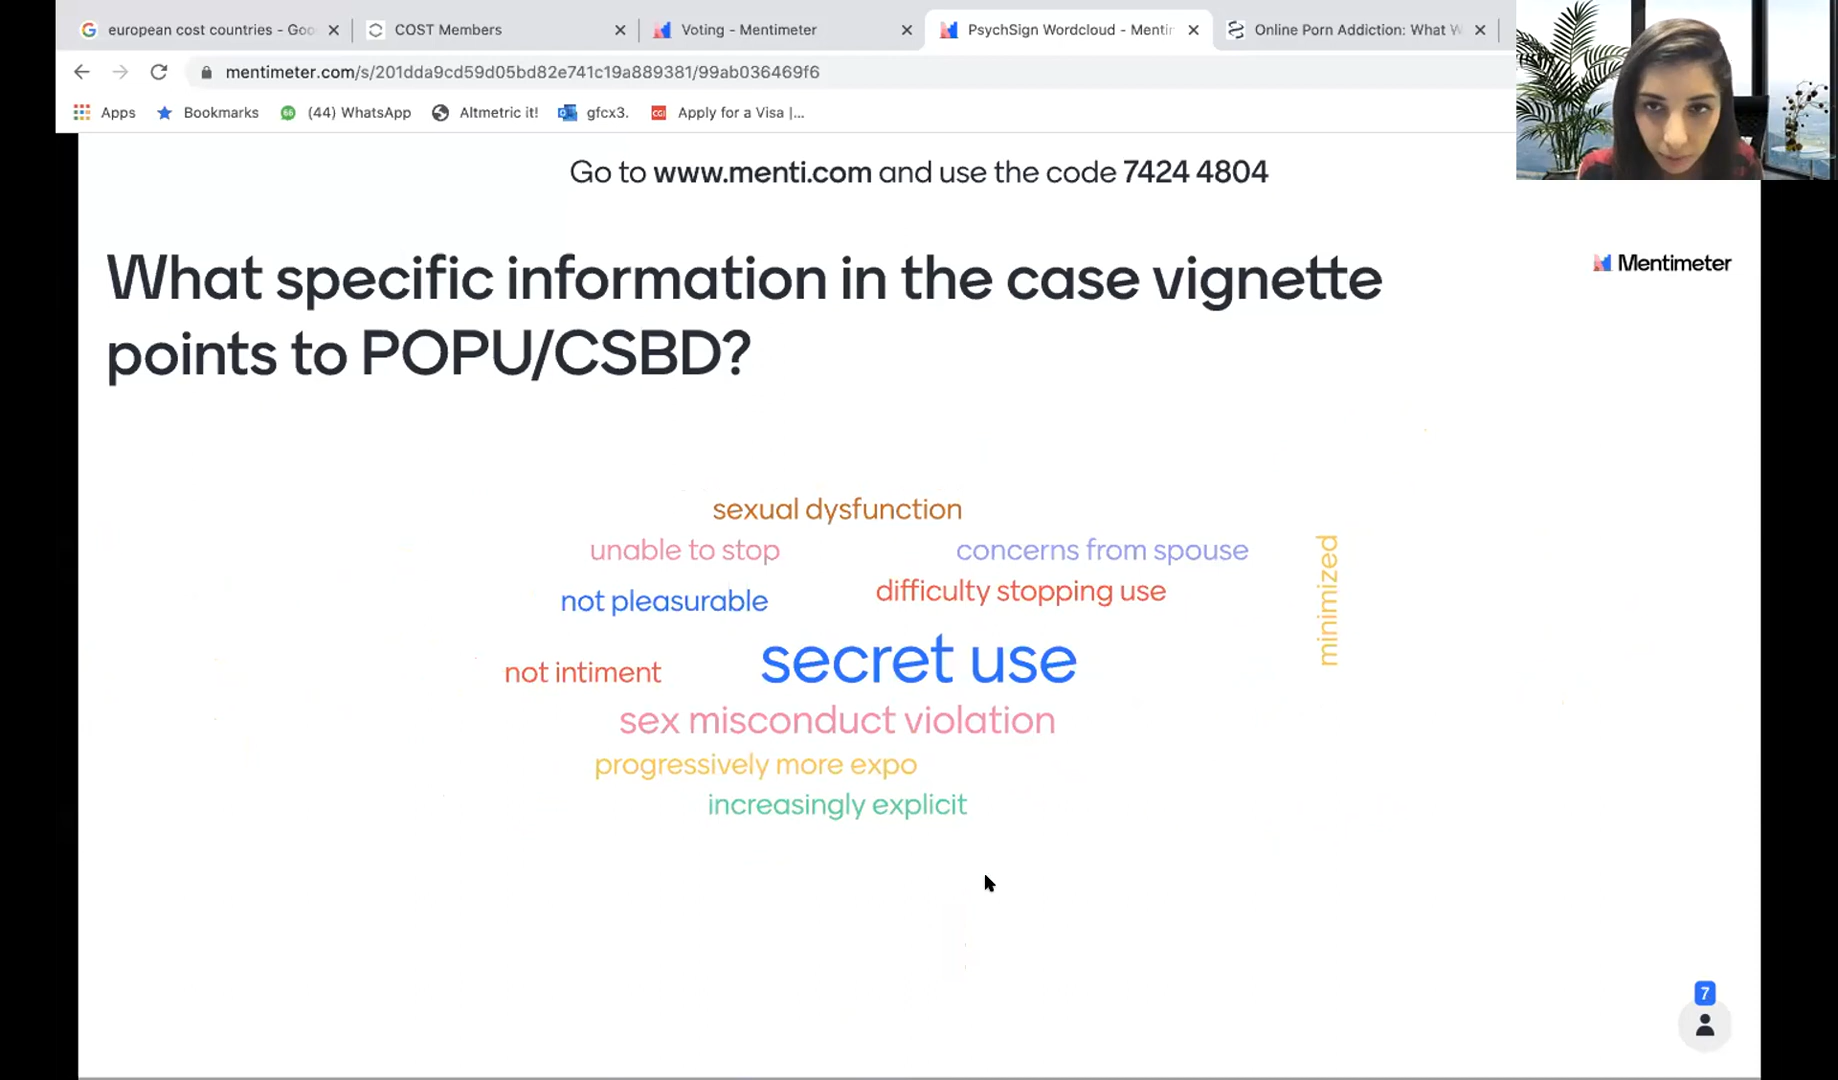 european cost countries - Goo
COST Members
Voting - Mentimeter
PsychSign Wordcloud - Mentim
Online Porn Addiction: What W
mentimeter.com/s/201dda9cd59d05bd82e741c19a889381/99ab036469f6
Apps
Bookmarks
(44) WhatsApp
Altmetric it!
gfcx3.
CGI
Apply for a Visa |...
Go to www.menti.com and use the code 7424 4804
What specific information in the case vignette
points to POPU/CSBD?
Mentimeter
sexual dysfunction
unable to stop
concerns from spouse
not pleasurable
difficulty stopping use
minimized
secret use
not intiment
sex misconduct violation
progressively more expo
increasingly explicit
7